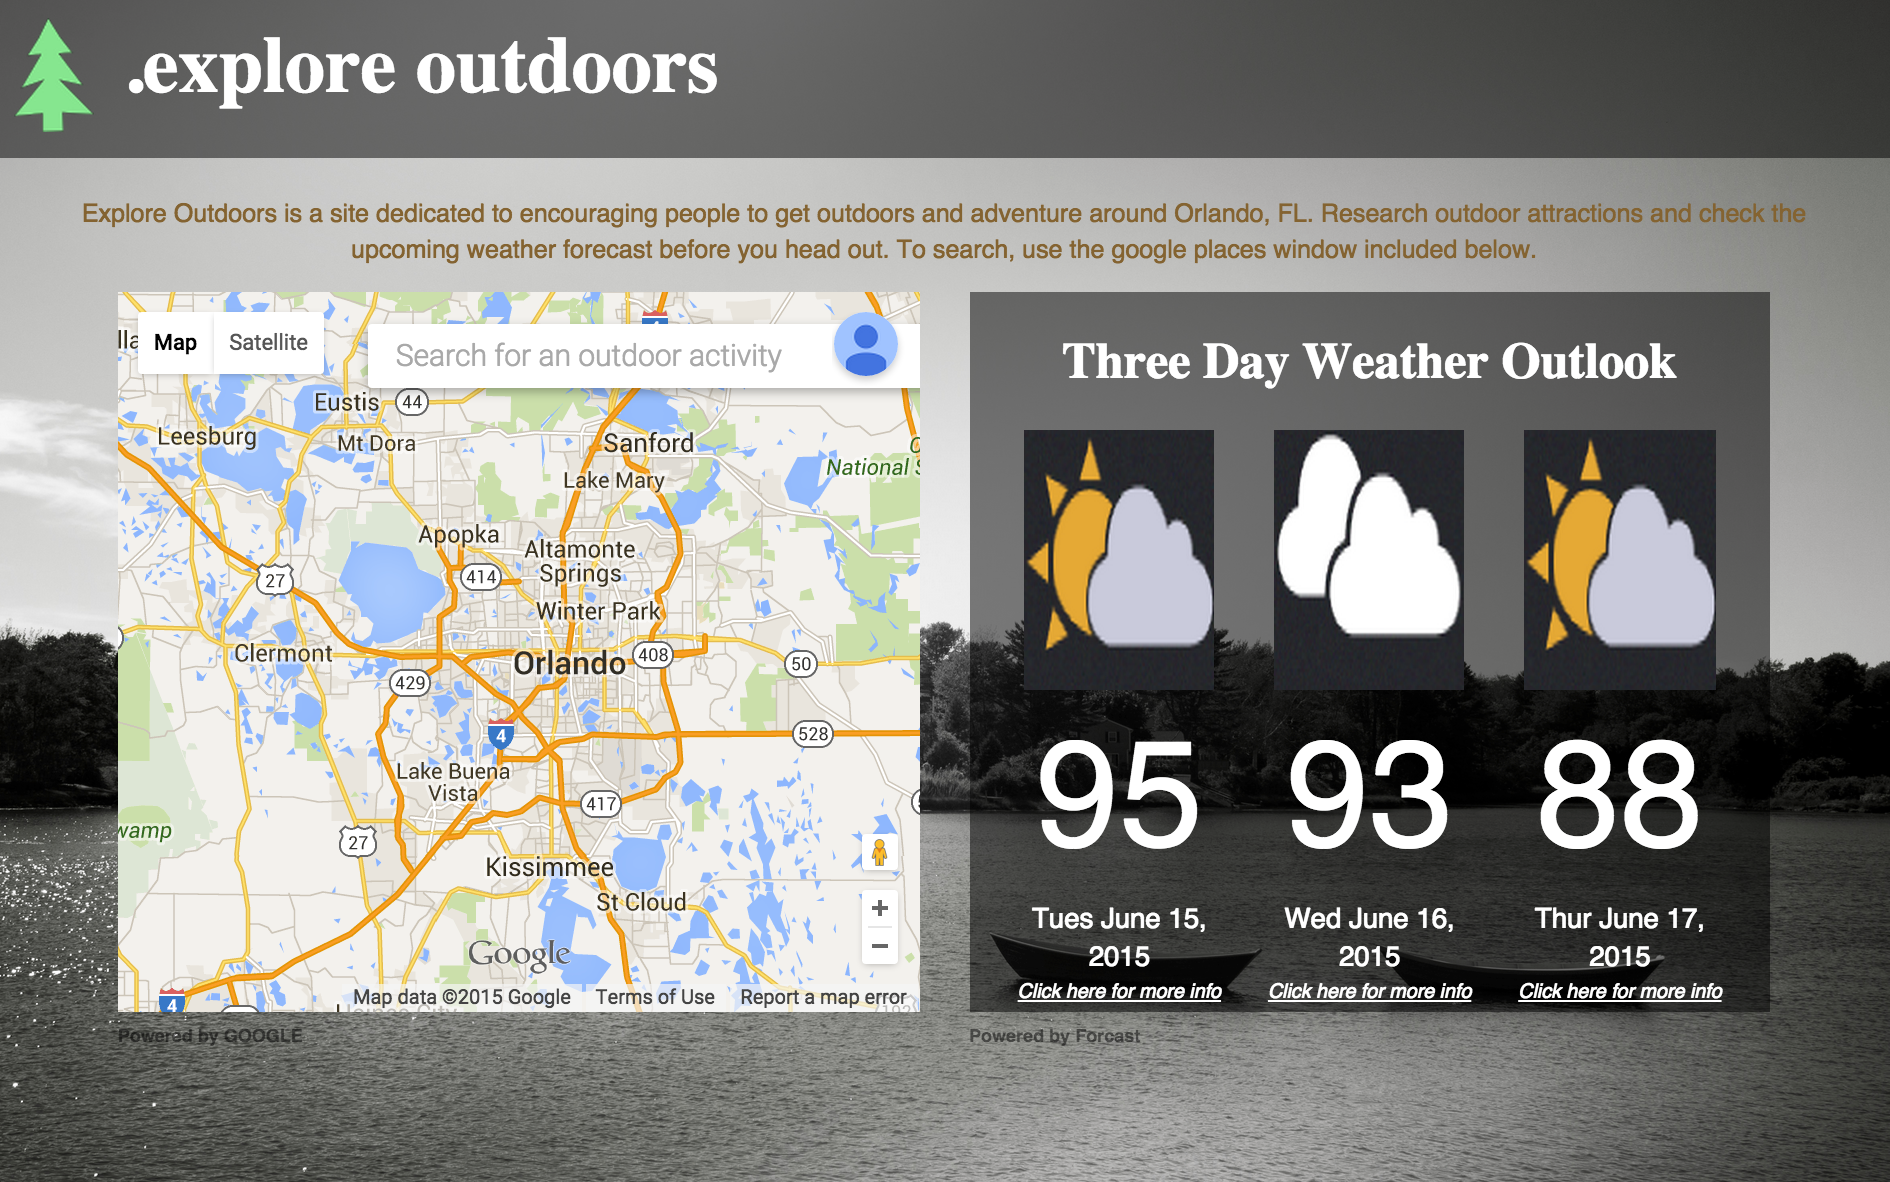 .explore outdoors
Explore Outdoors is a site dedicated to encouraging people to get outdoors and adventure around Orlando, FL. Research outdoor attractions and check the
upcoming weather forecast before you head out. To search, use the google places window included below.
Map
Satellite
Search for an outdoor activity
4
Eustis
44
Leesburg
Mt Dora
Sanford
National
Lake Mary
Apopka
Altamonte
Springs
414
27
Winter Park
Clermont
Orlando
408
50
429
4
528
Lake Buena
Vista
417
wamp
27
Kissimmee
St Cloud
Google
4
Map data ©2015 Google
Terms of Use
Report a map error
Powered by GOOGLE
Three Day Weather Outlook
95
93
88
Tues June 15,
2015
Click here for more info
Wed June 16,
2015
Click here for more info
Thur June 17,
2015
Click here for more info
Powered by Forcast